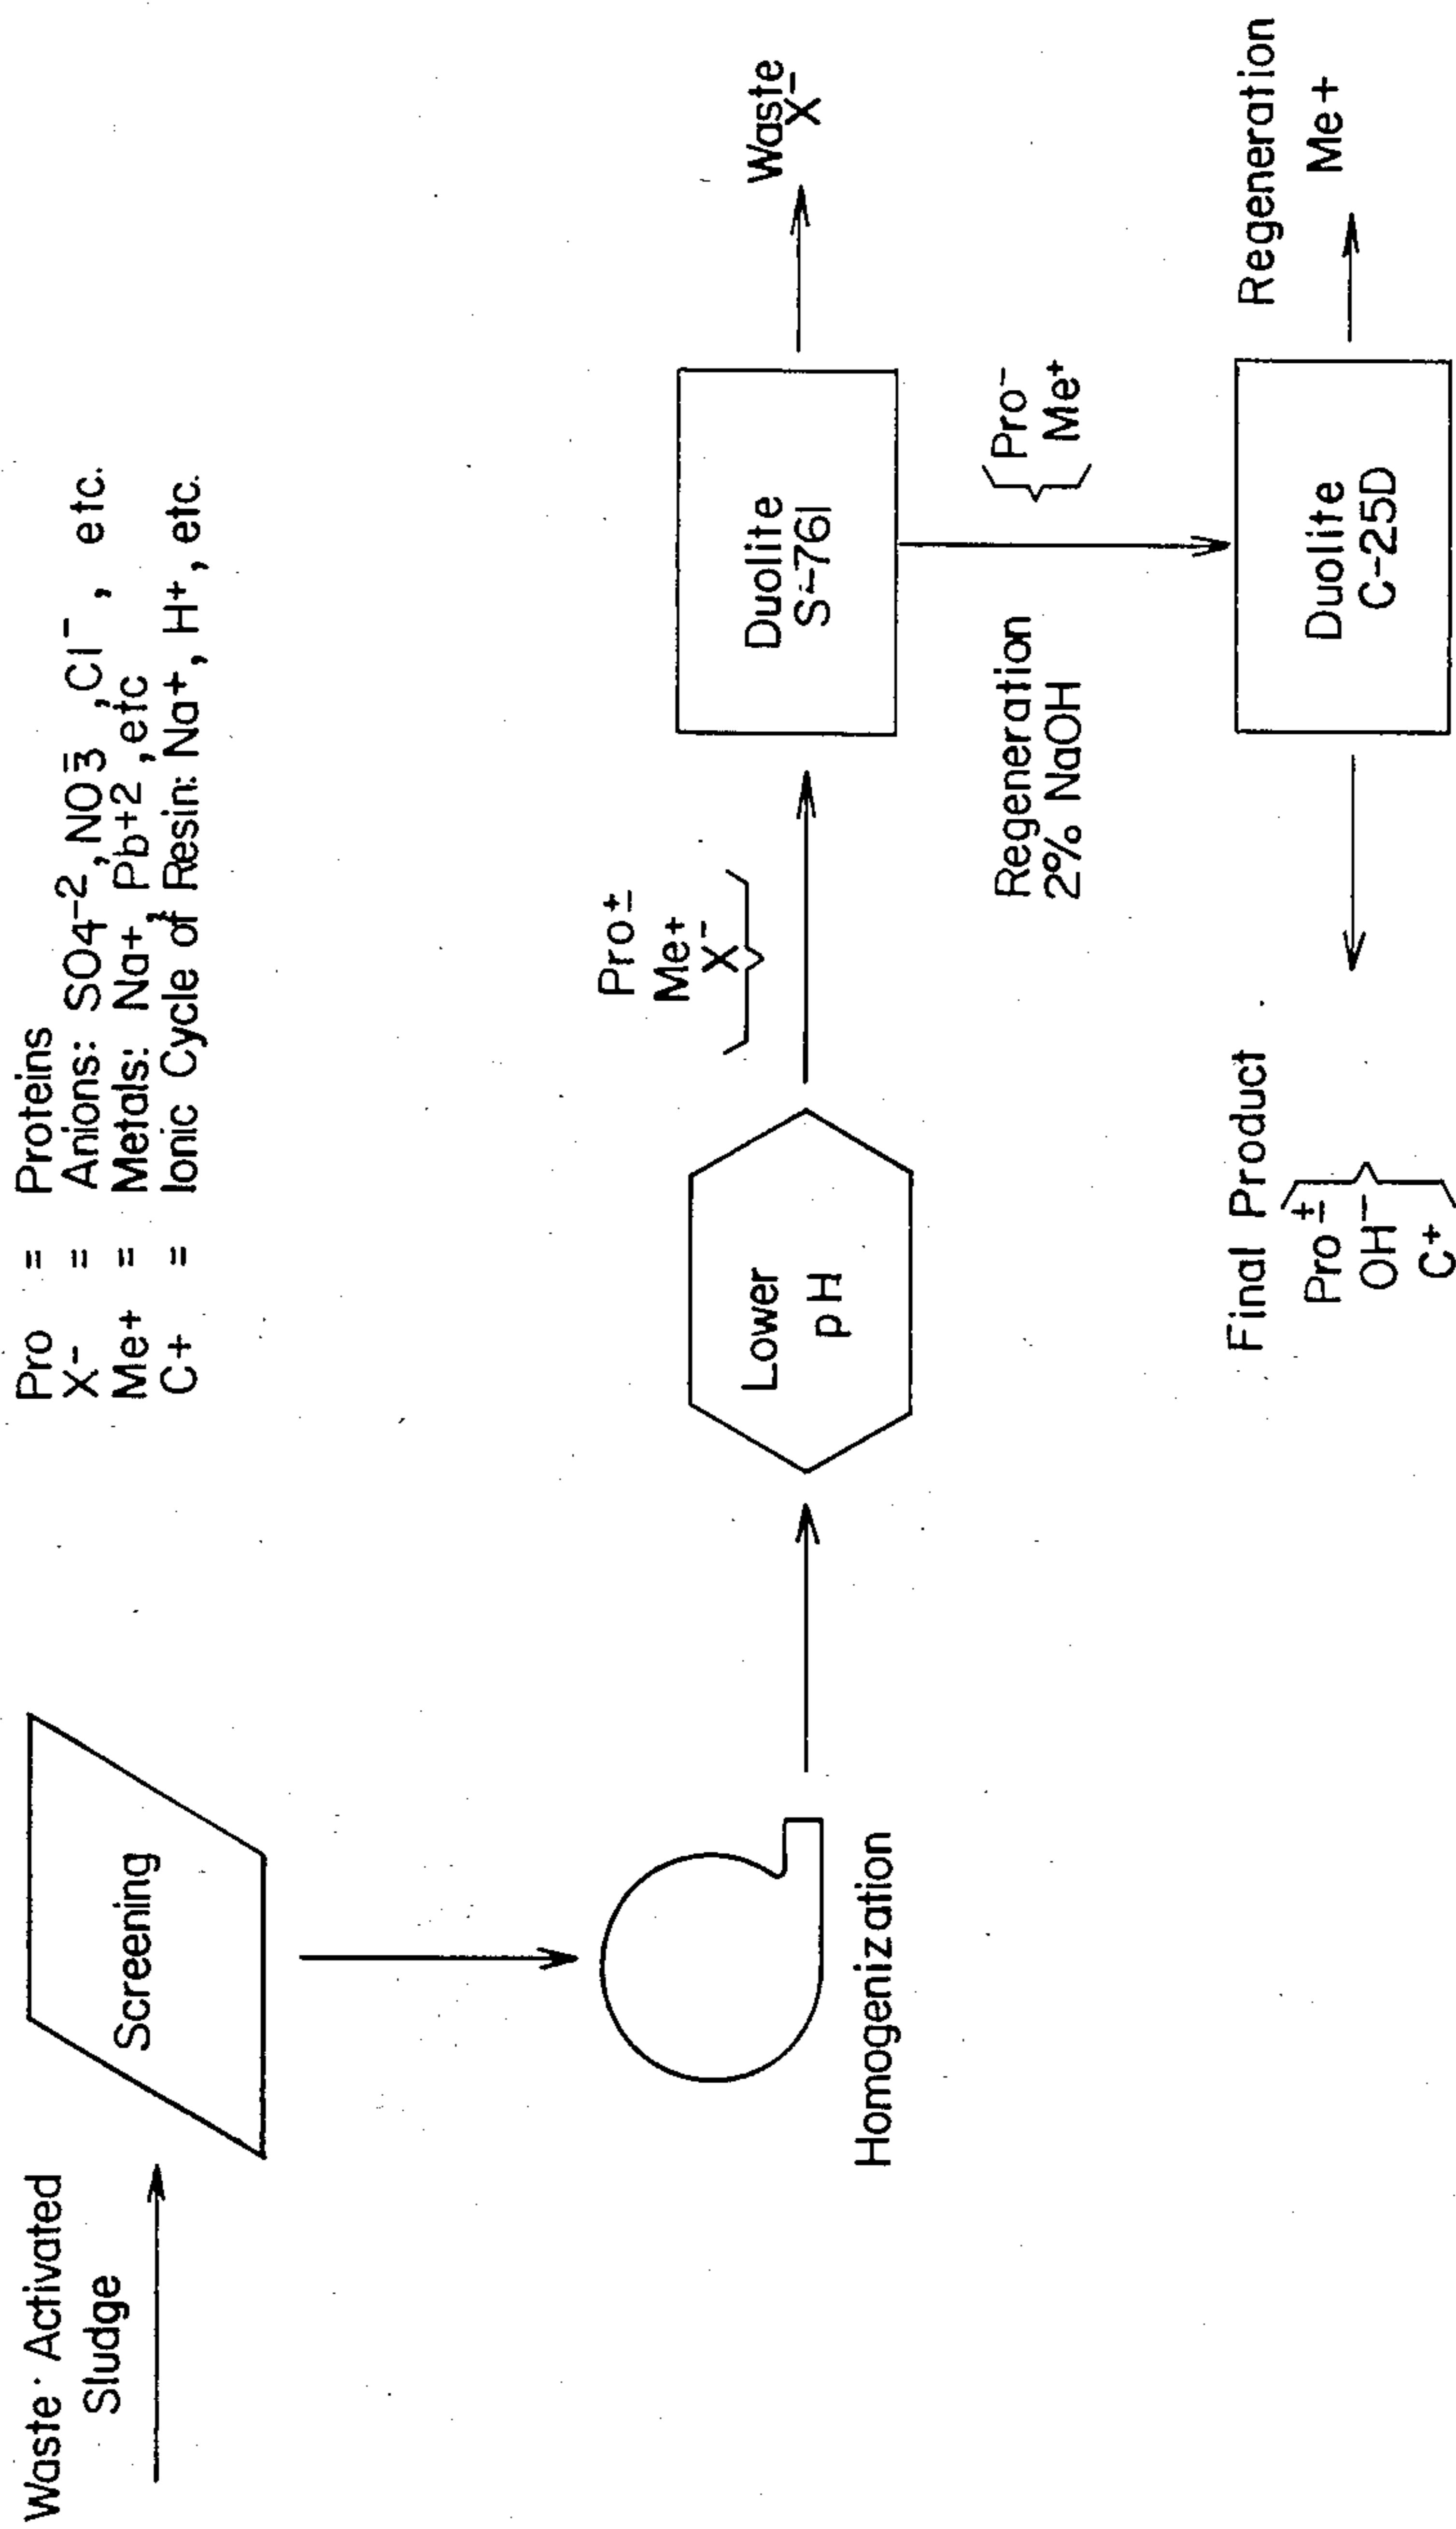 Pro = Proteins
X- = Anions: SO4-2, NO3-, Cl-, etc.
Me+ = Metals: Na+, Pb+2, etc
C+ = Ionic Cycle of Resin: Na+, H+, etc.
Waste Activated
Sludge
Screening
Homogenization
Lower
pH
Pro±
Me+
X-
Duolite
S-761
Waste
X-
Regeneration
2% NaOH
Pro-
Me+
Duolite
C-25D
Regeneration
Me+
Final Product
Pro±
OH-
C+